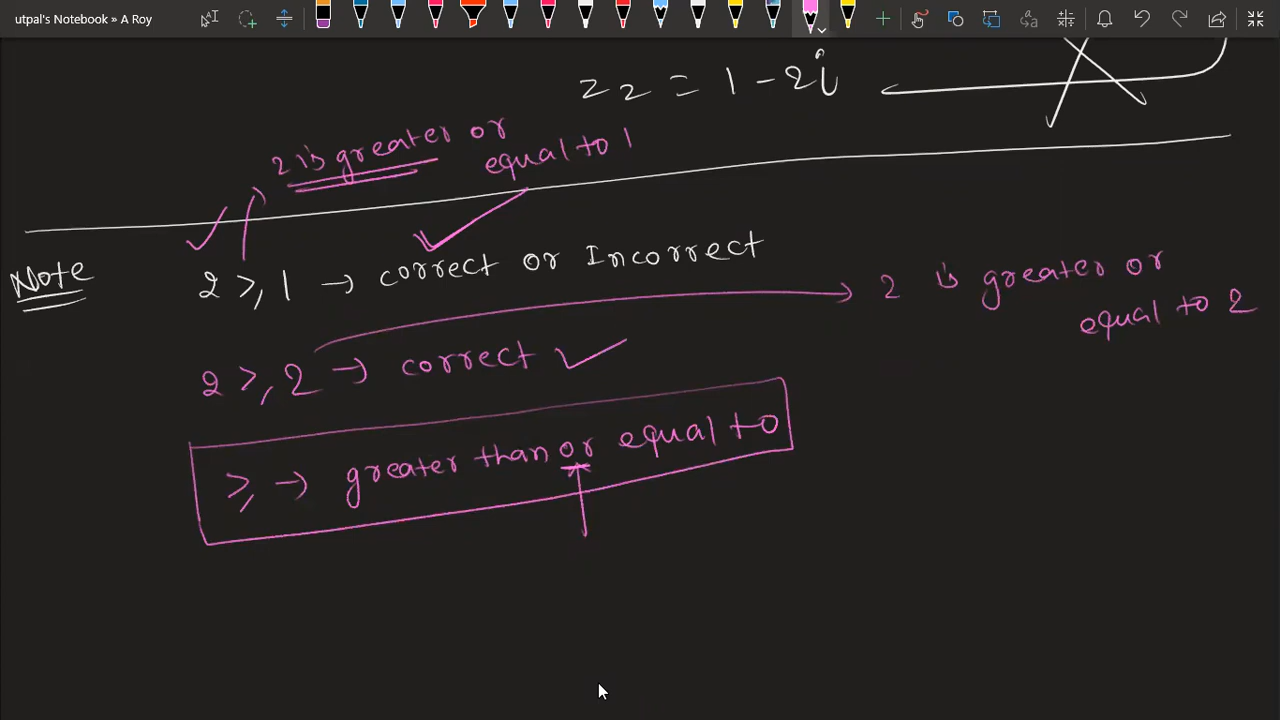 utpal's Notebook » A Roy
z2 = 1 - 2i
2 is greater or
equal to 1
Note
2 ≥ 1 → correct or Incorrect
2 is greater or
equal to 2
2 ≥ 2 → correct ✓
≥ → greater than or equal to